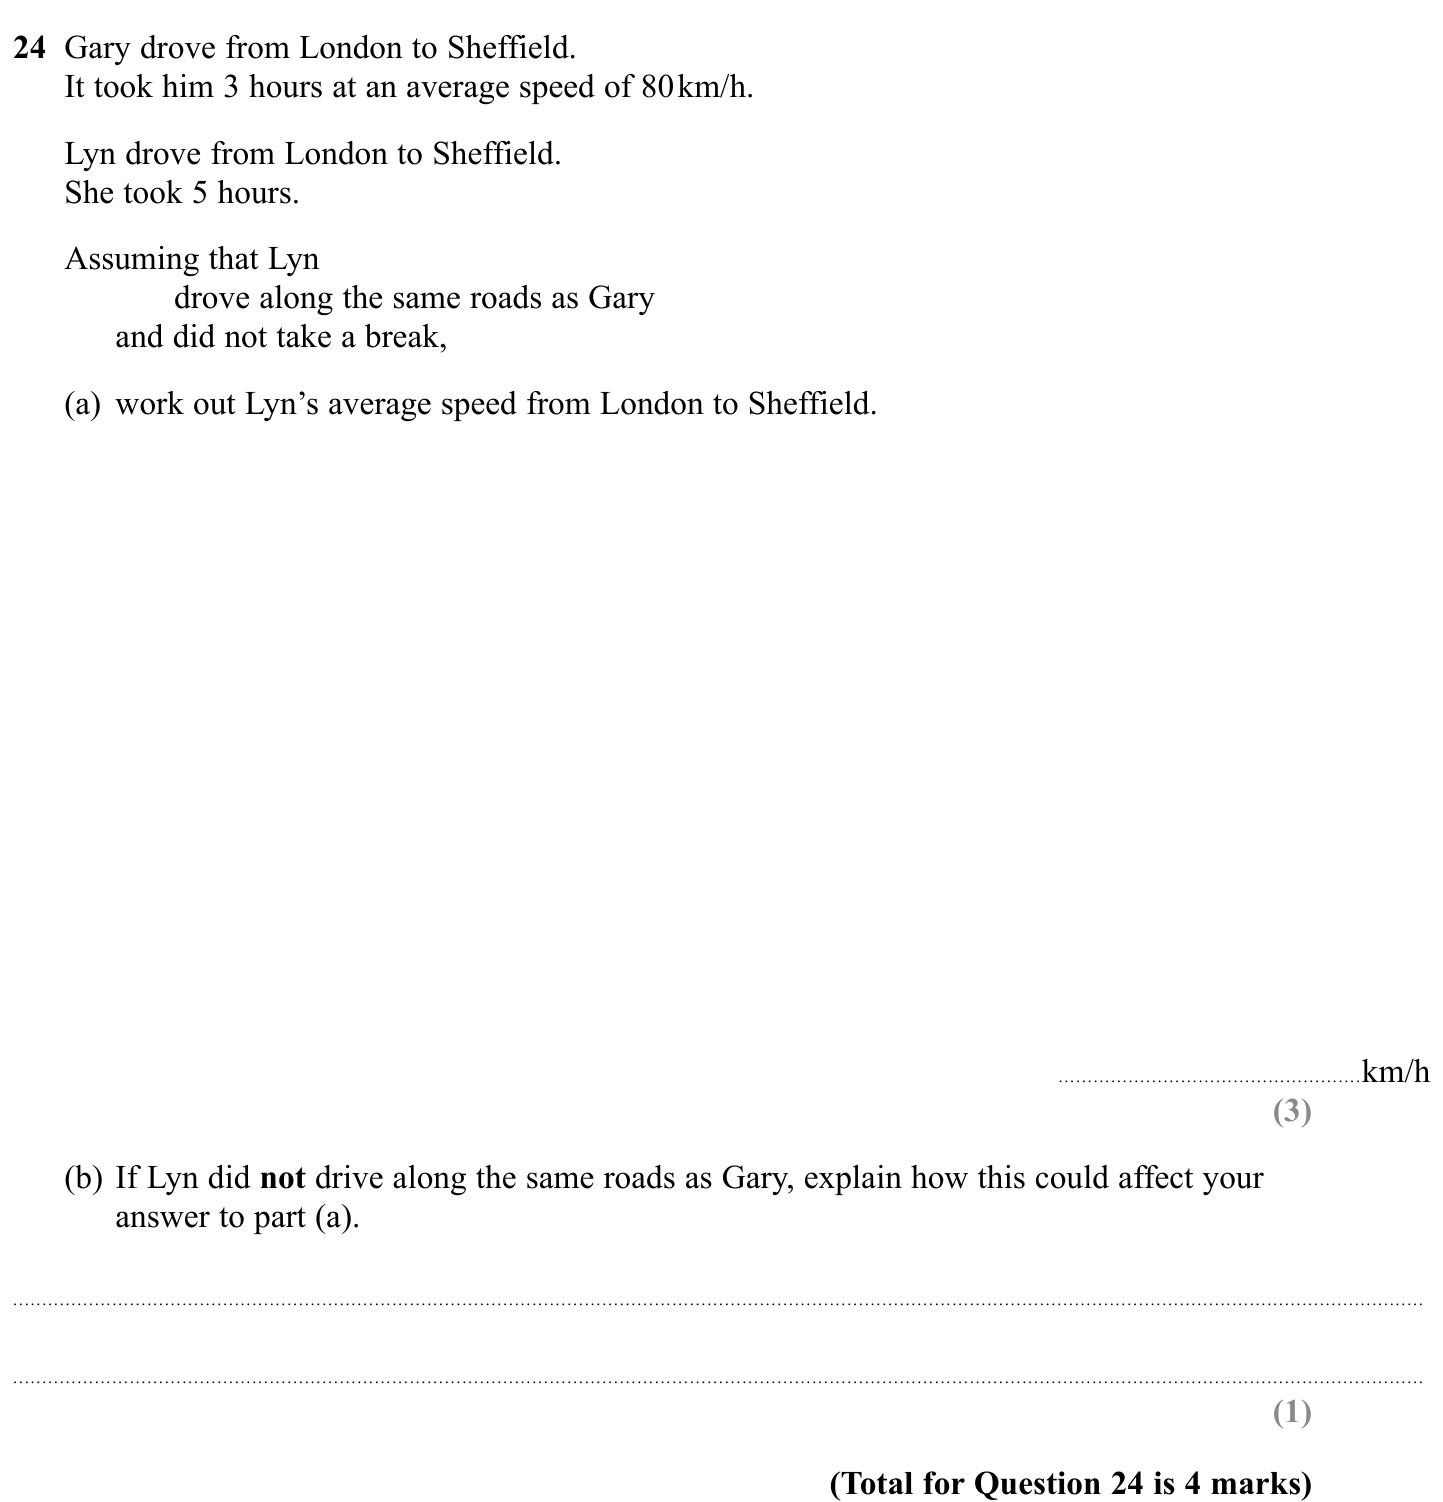 24 Gary drove from London to Sheffield.
It took him 3 hours at an average speed of 80 km/h.
Lyn drove from London to Sheffield.
She took 5 hours.
Assuming that Lyn
drove along the same roads as Gary
and did not take a break,
(a) work out Lyn’s average speed from London to Sheffield.
....................................................km/h
(3)
(b) If Lyn did not drive along the same roads as Gary, explain how this could affect your
answer to part (a).
(1)
(Total for Question 24 is 4 marks)